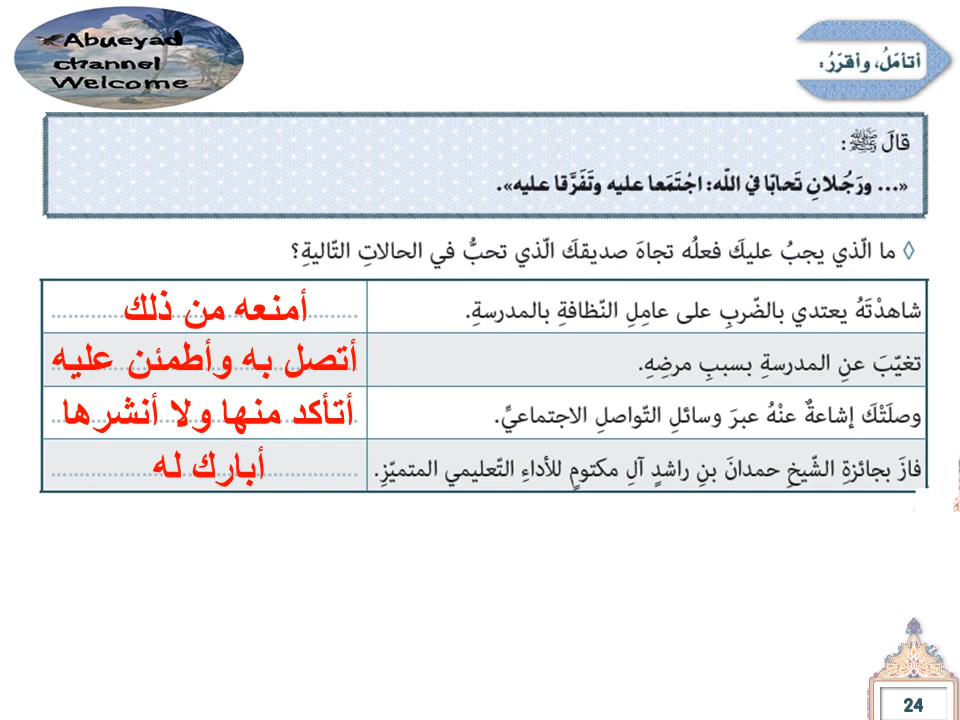 Abueyad
channel
Welcome
أتأمّلُ، وأقرّرُ:
قالَ ﷺ:
«... ورَجُلانِ تَحابّا في اللّه: اجْتَمَعا عليه وتَفَرَّقا عليه».
◊ ما الّذي يجبُ عليكَ فعلُه تجاهَ صديقكَ الّذي تحبُّ في الحالاتِ التّاليةِ؟
شاهدْتَهُ يعتدي بالضّربِ على عامِلِ النّظافةِ بالمدرسةِ. أمنعه من ذلك
تغيّبَ عنِ المدرسةِ بسببِ مرضِهِ. أتصل به وأطمئن عليه
وصلَتْكَ إشاعةٌ عنْهُ عبرَ وسائلِ التّواصلِ الاجتماعيِّ. أتأكد منها ولا أنشرها
فازَ بجائزةِ الشّيخِ حمدانَ بنِ راشدٍ آلِ مكتومٍ للأداءِ التّعليمي المتميّزِ. أبارك له
24